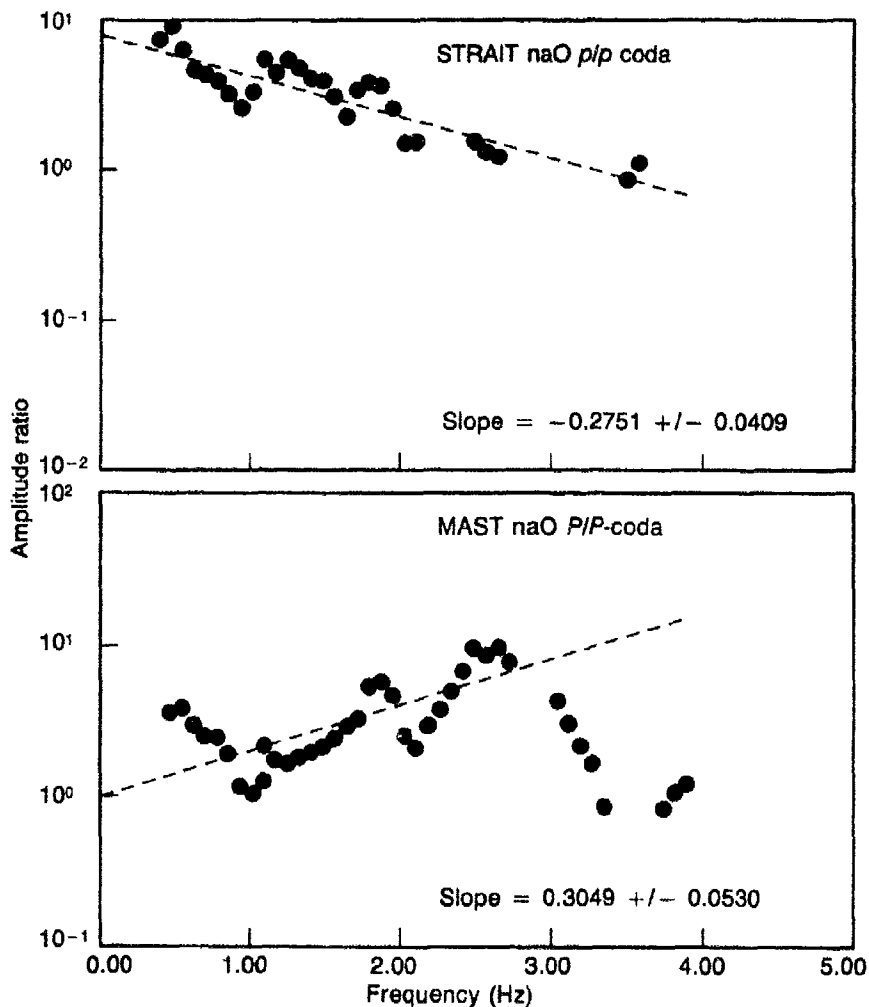 10¹
STRAIT naO p/p coda
10⁰
10⁻¹
Slope = −0.2751 +/− 0.0409
10⁻²
Amplitude ratio
10²
MAST naO P/P-coda
10¹
10⁰
Slope = 0.3049 +/− 0.0530
10⁻¹
0.00 1.00 2.00 3.00 4.00 5.00
Frequency (Hz)